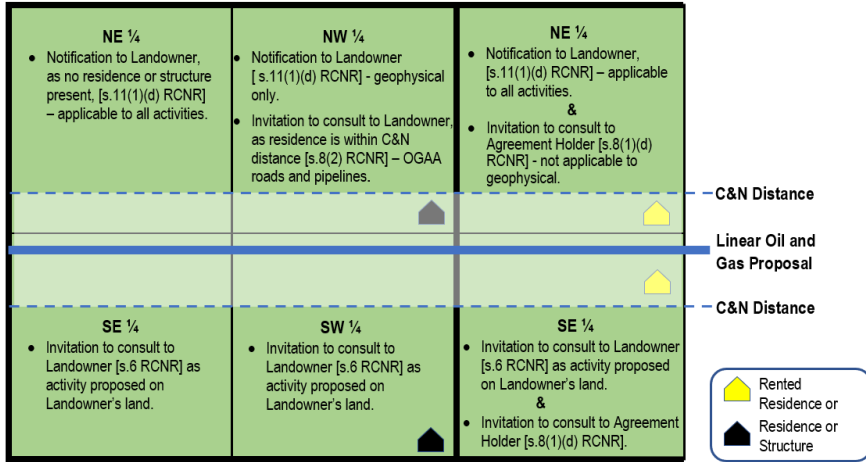 NE ¼
• Notification to Landowner,
as no residence or structure
present, [s.11(1)(d) RCNR]
– applicable to all activities.
NW ¼
• Notification to Landowner
[ s.11(1)(d) RCNR] - geophysical
only.
• Invitation to consult to Landowner,
as residence is within C&N
distance [s.8(2) RCNR] – OGAA
roads and pipelines.
NE ¼
• Notification to Landowner,
[s.11(1)(d) RCNR] – applicable
to all activities.
&
• Invitation to consult to
Agreement Holder [s.8(1)(d)
RCNR] - not applicable to
geophysical.
C&N Distance
Linear Oil and
Gas Proposal
C&N Distance
SE ¼
• Invitation to consult to
Landowner [s.6 RCNR] as
activity proposed on
Landowner's land.
SW ¼
• Invitation to consult to
Landowner [s.6 RCNR] as
activity proposed on
Landowner's land.
SE ¼
• Invitation to consult to Landowner
[s.6 RCNR] as activity proposed
on Landowner's land.
&
• Invitation to consult to Agreement
Holder [s.8(1)(d) RCNR].
Rented
Residence or
Residence or
Structure